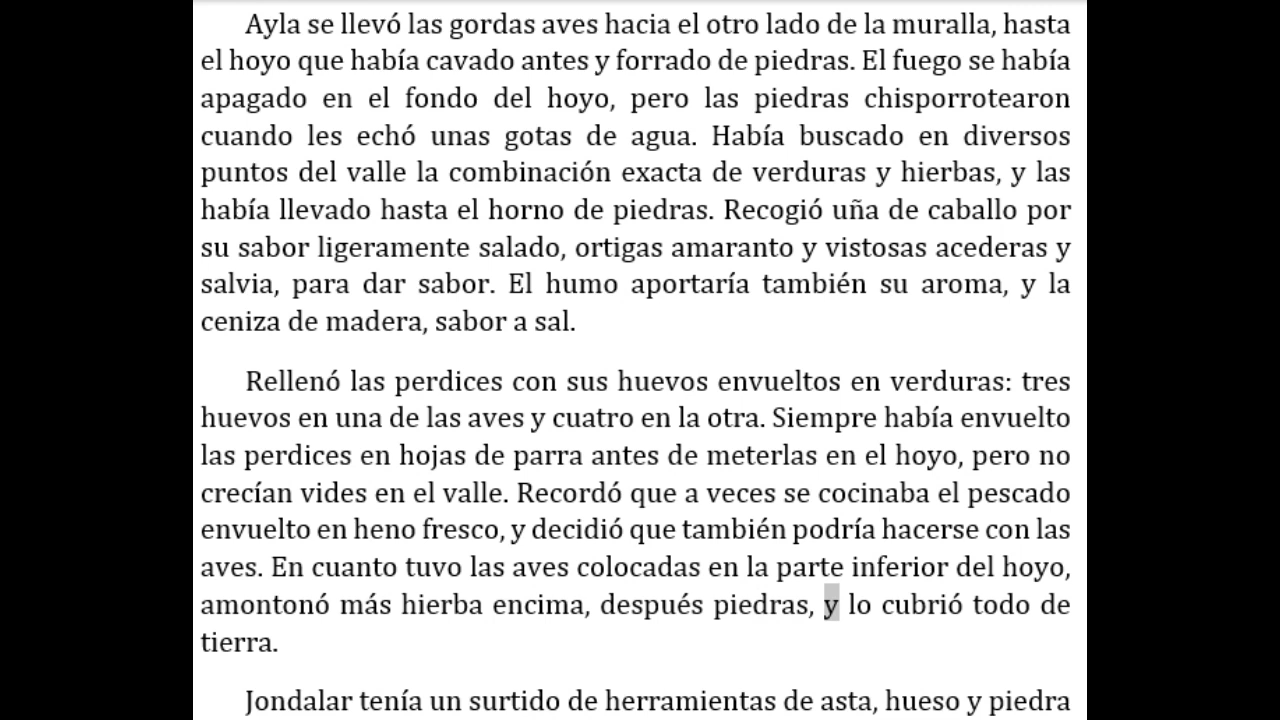 Ayla se llevó las gordas aves hacia el otro lado de la muralla, hasta
el hoyo que había cavado antes y forrado de piedras. El fuego se había
apagado en el fondo del hoyo, pero las piedras chisporrotearon
cuando les echó unas gotas de agua. Había buscado en diversos
puntos del valle la combinación exacta de verduras y hierbas, y las
había llevado hasta el horno de piedras. Recogió uña de caballo por
su sabor ligeramente salado, ortigas amaranto y vistosas acederas y
salvia, para dar sabor. El humo aportaría también su aroma, y la
ceniza de madera, sabor a sal.
Rellenó las perdices con sus huevos envueltos en verduras: tres
huevos en una de las aves y cuatro en la otra. Siempre había envuelto
las perdices en hojas de parra antes de meterlas en el hoyo, pero no
crecían vides en el valle. Recordó que a veces se cocinaba el pescado
envuelto en heno fresco, y decidió que también podría hacerse con las
aves. En cuanto tuvo las aves colocadas en la parte inferior del hoyo,
amontonó más hierba encima, después piedras, y lo cubrió todo de
tierra.
Jondalar tenía un surtido de herramientas de asta, hueso y piedra